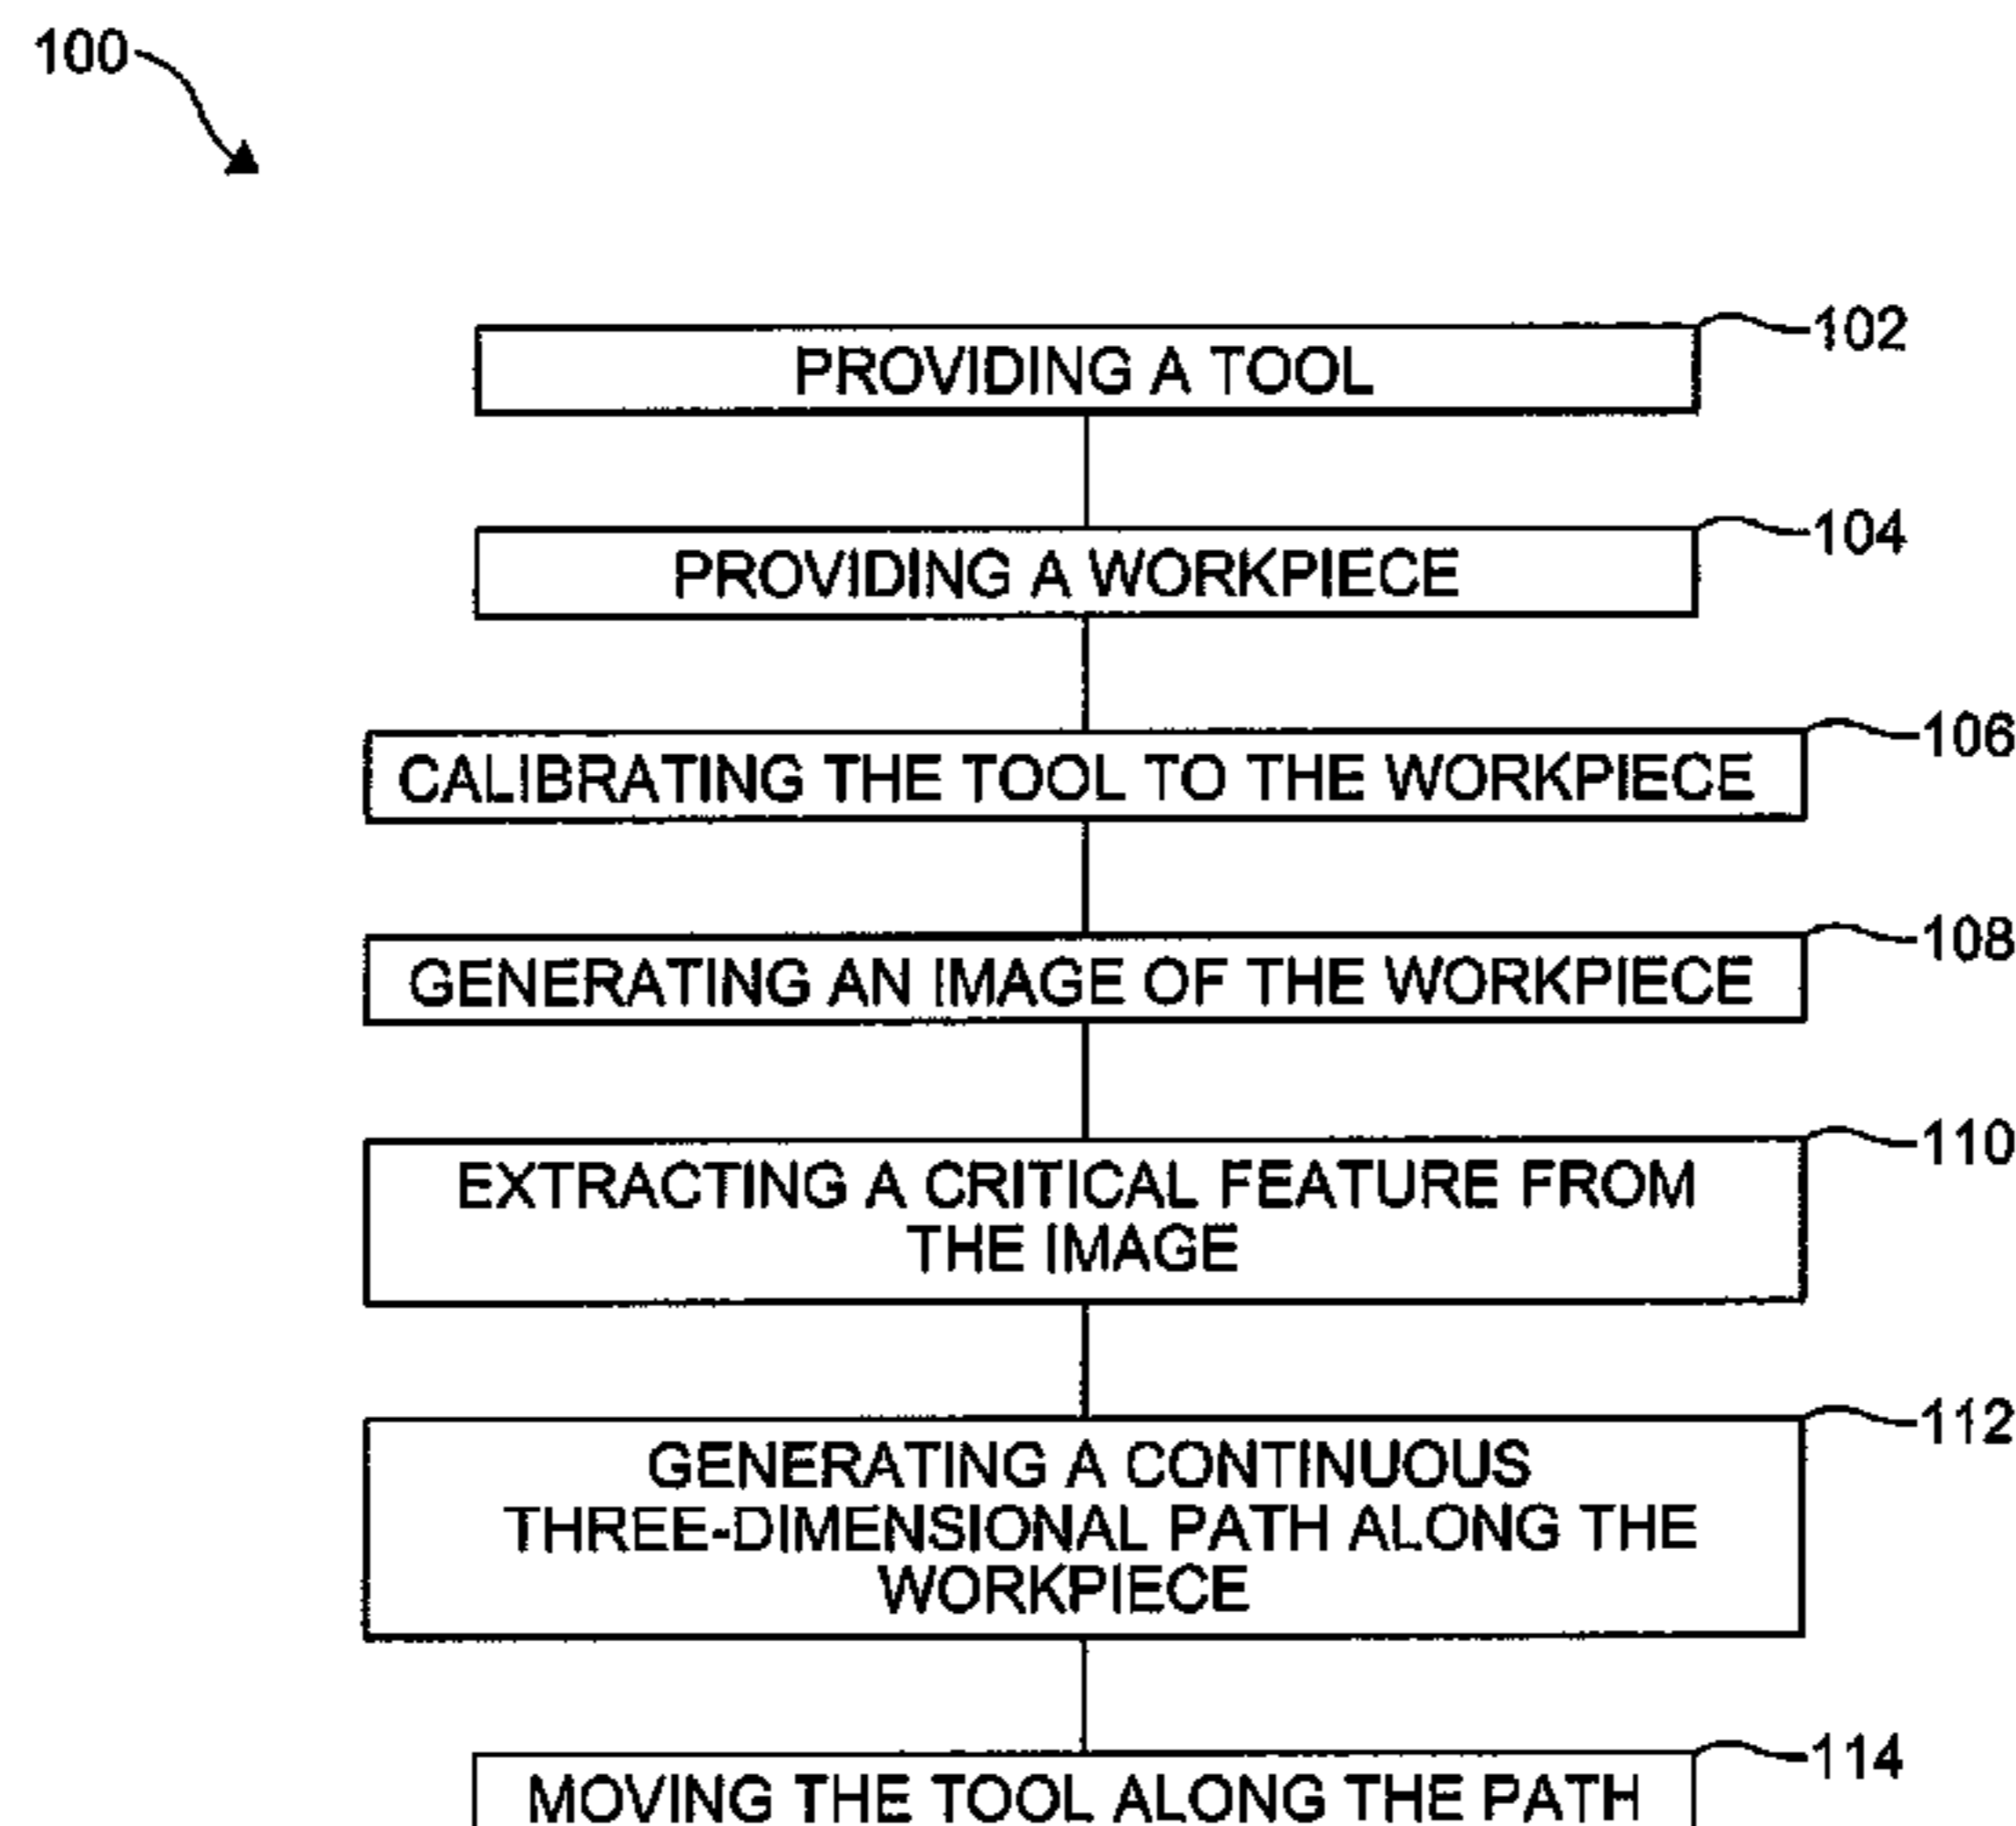 100
102
PROVIDING A TOOL
104
PROVIDING A WORKPIECE
106
CALIBRATING THE TOOL TO THE WORKPIECE
108
GENERATING AN IMAGE OF THE WORKPIECE
110
EXTRACTING A CRITICAL FEATURE FROM
THE IMAGE
112
GENERATING A CONTINUOUS
THREE-DIMENSIONAL PATH ALONG THE
WORKPIECE
114
MOVING THE TOOL ALONG THE PATH